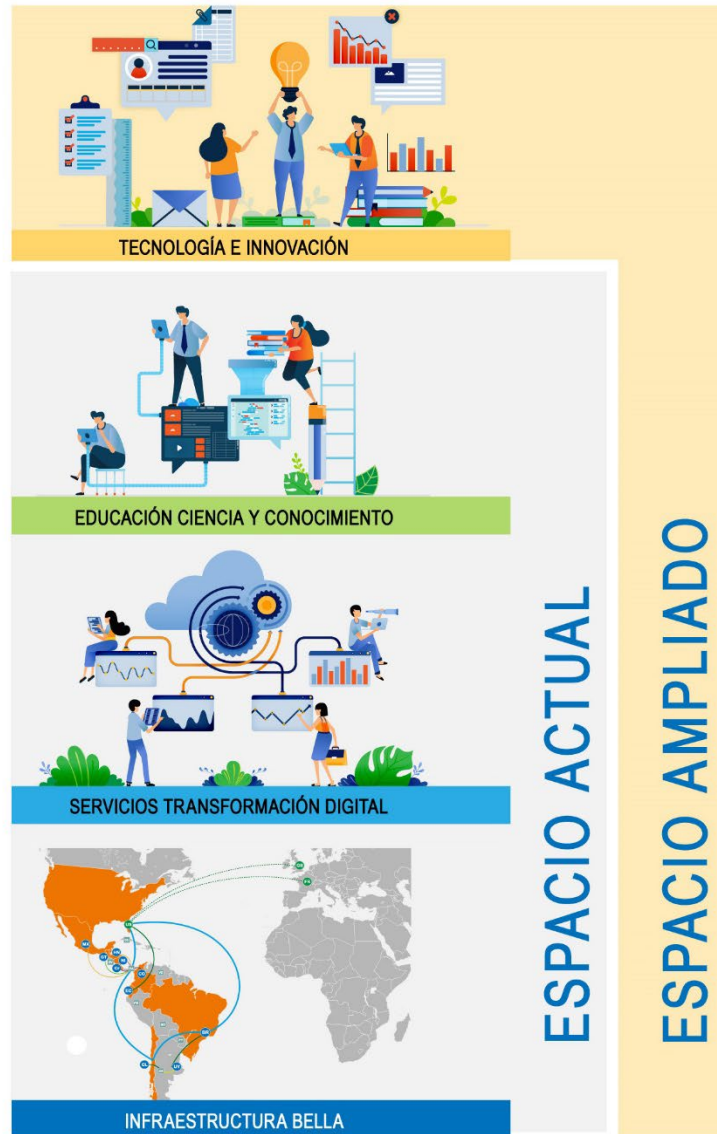 TECNOLOGÍA E INNOVACIÓN
EDUCACIÓN CIENCIA Y CONOCIMIENTO
SERVICIOS TRANSFORMACIÓN DIGITAL
INFRAESTRUCTURA BELLA
ESPACIO ACTUAL
ESPACIO AMPLIADO